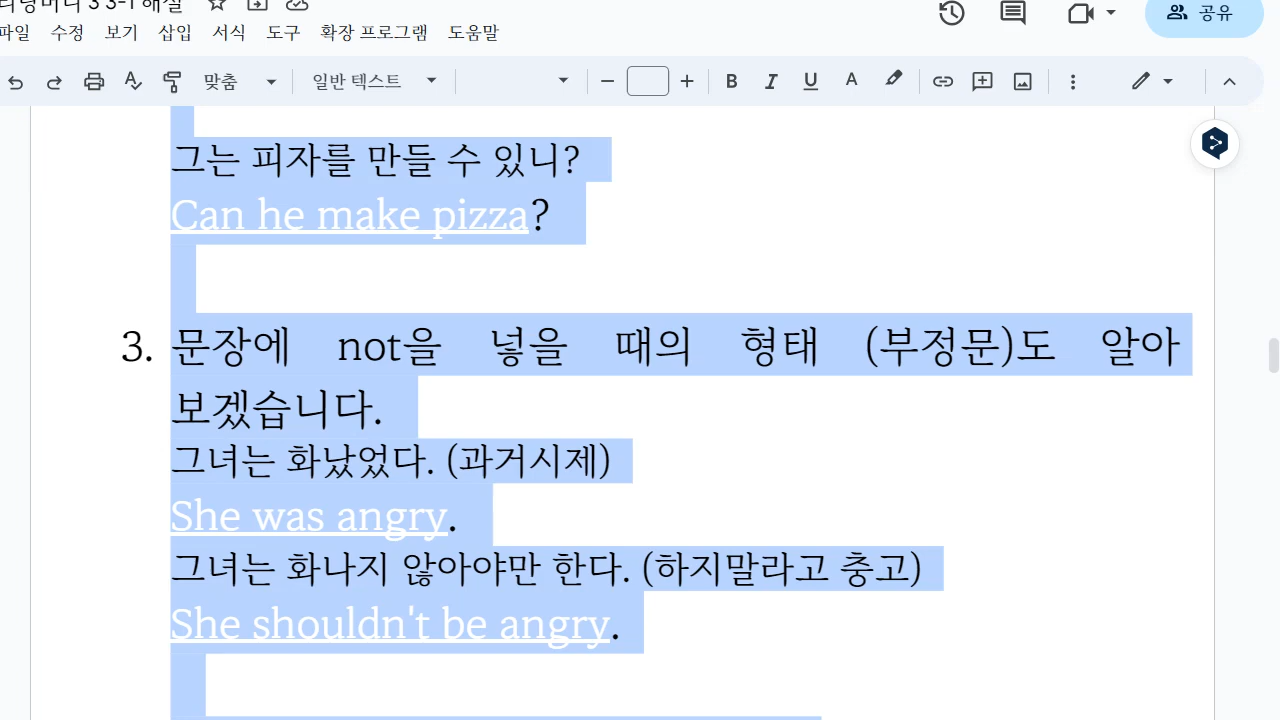 파일 수정 보기 삽입 서식 도구 확장 프로그램 도움말
공유
맞춤 일반 텍스트 B I U A
그는 피자를 만들 수 있니?
Can he make pizza?
3. 문장에 not을 넣을 때의 형태 (부정문)도 알아
보겠습니다.
그녀는 화났었다. (과거시제)
She was angry.
그녀는 화나지 않아야만 한다. (하지말라고 충고)
She shouldn't be angry.